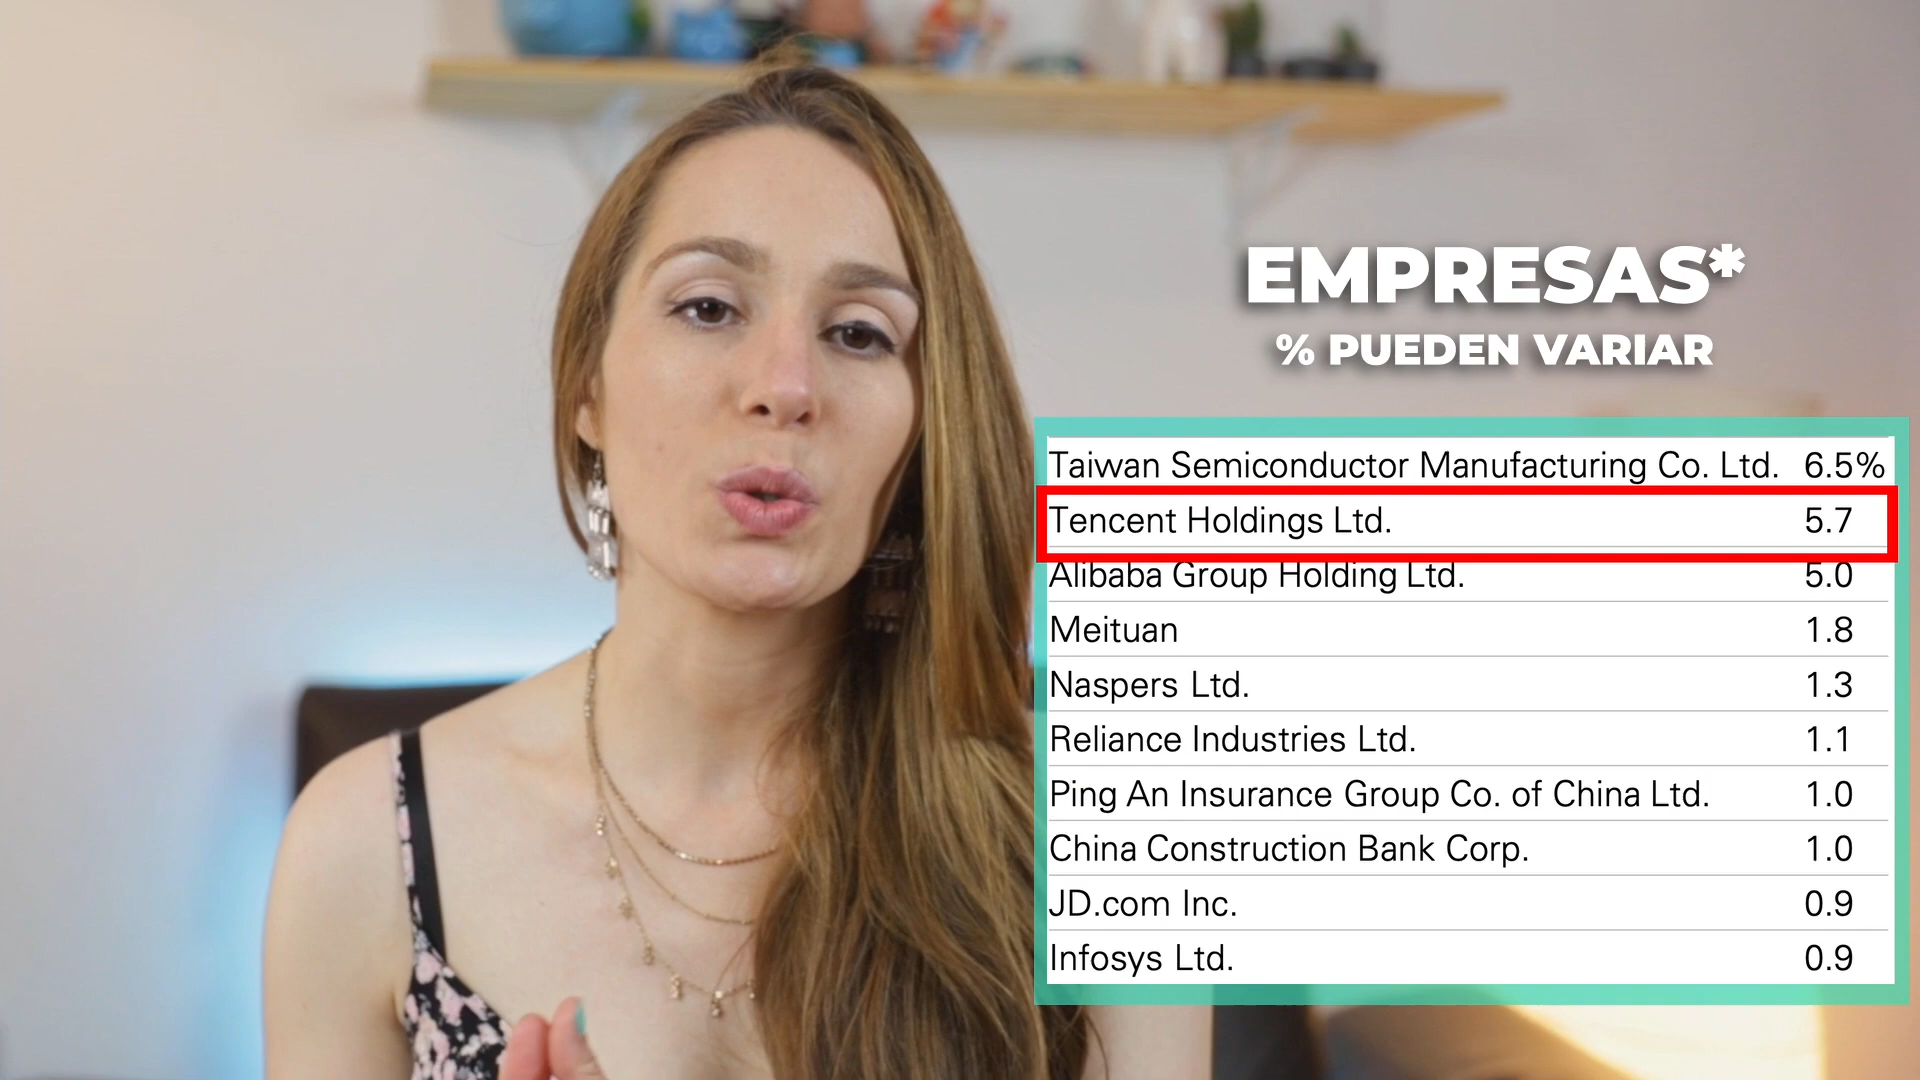 EMPRESAS*
% PUEDEN VARIAR
Taiwan Semiconductor Manufacturing Co. Ltd. 6.5%
Tencent Holdings Ltd. 5.7
Alibaba Group Holding Ltd. 5.0
Meituan 1.8
Naspers Ltd. 1.3
Reliance Industries Ltd. 1.1
Ping An Insurance Group Co. of China Ltd. 1.0
China Construction Bank Corp. 1.0
JD.com Inc. 0.9
Infosys Ltd. 0.9